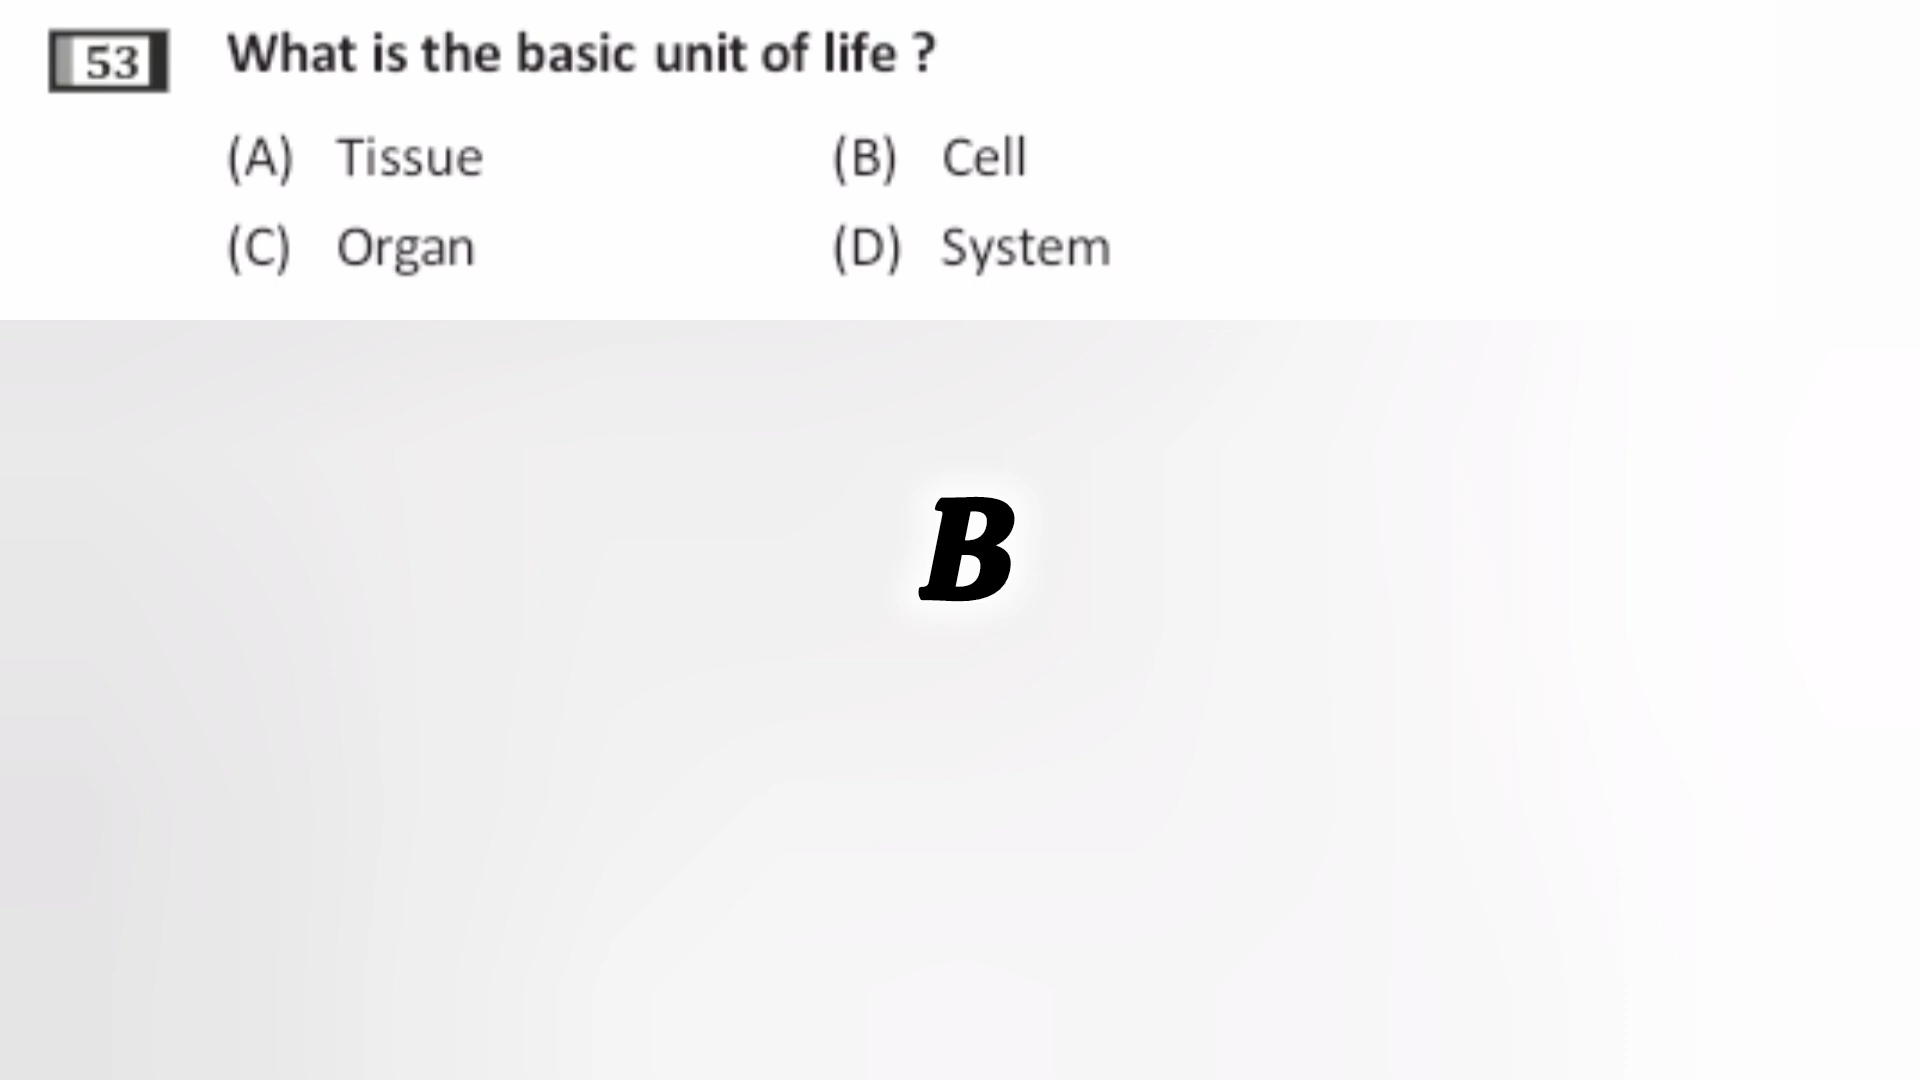 53 What is the basic unit of life ?
(A) Tissue (B) Cell
(C) Organ (D) System
B